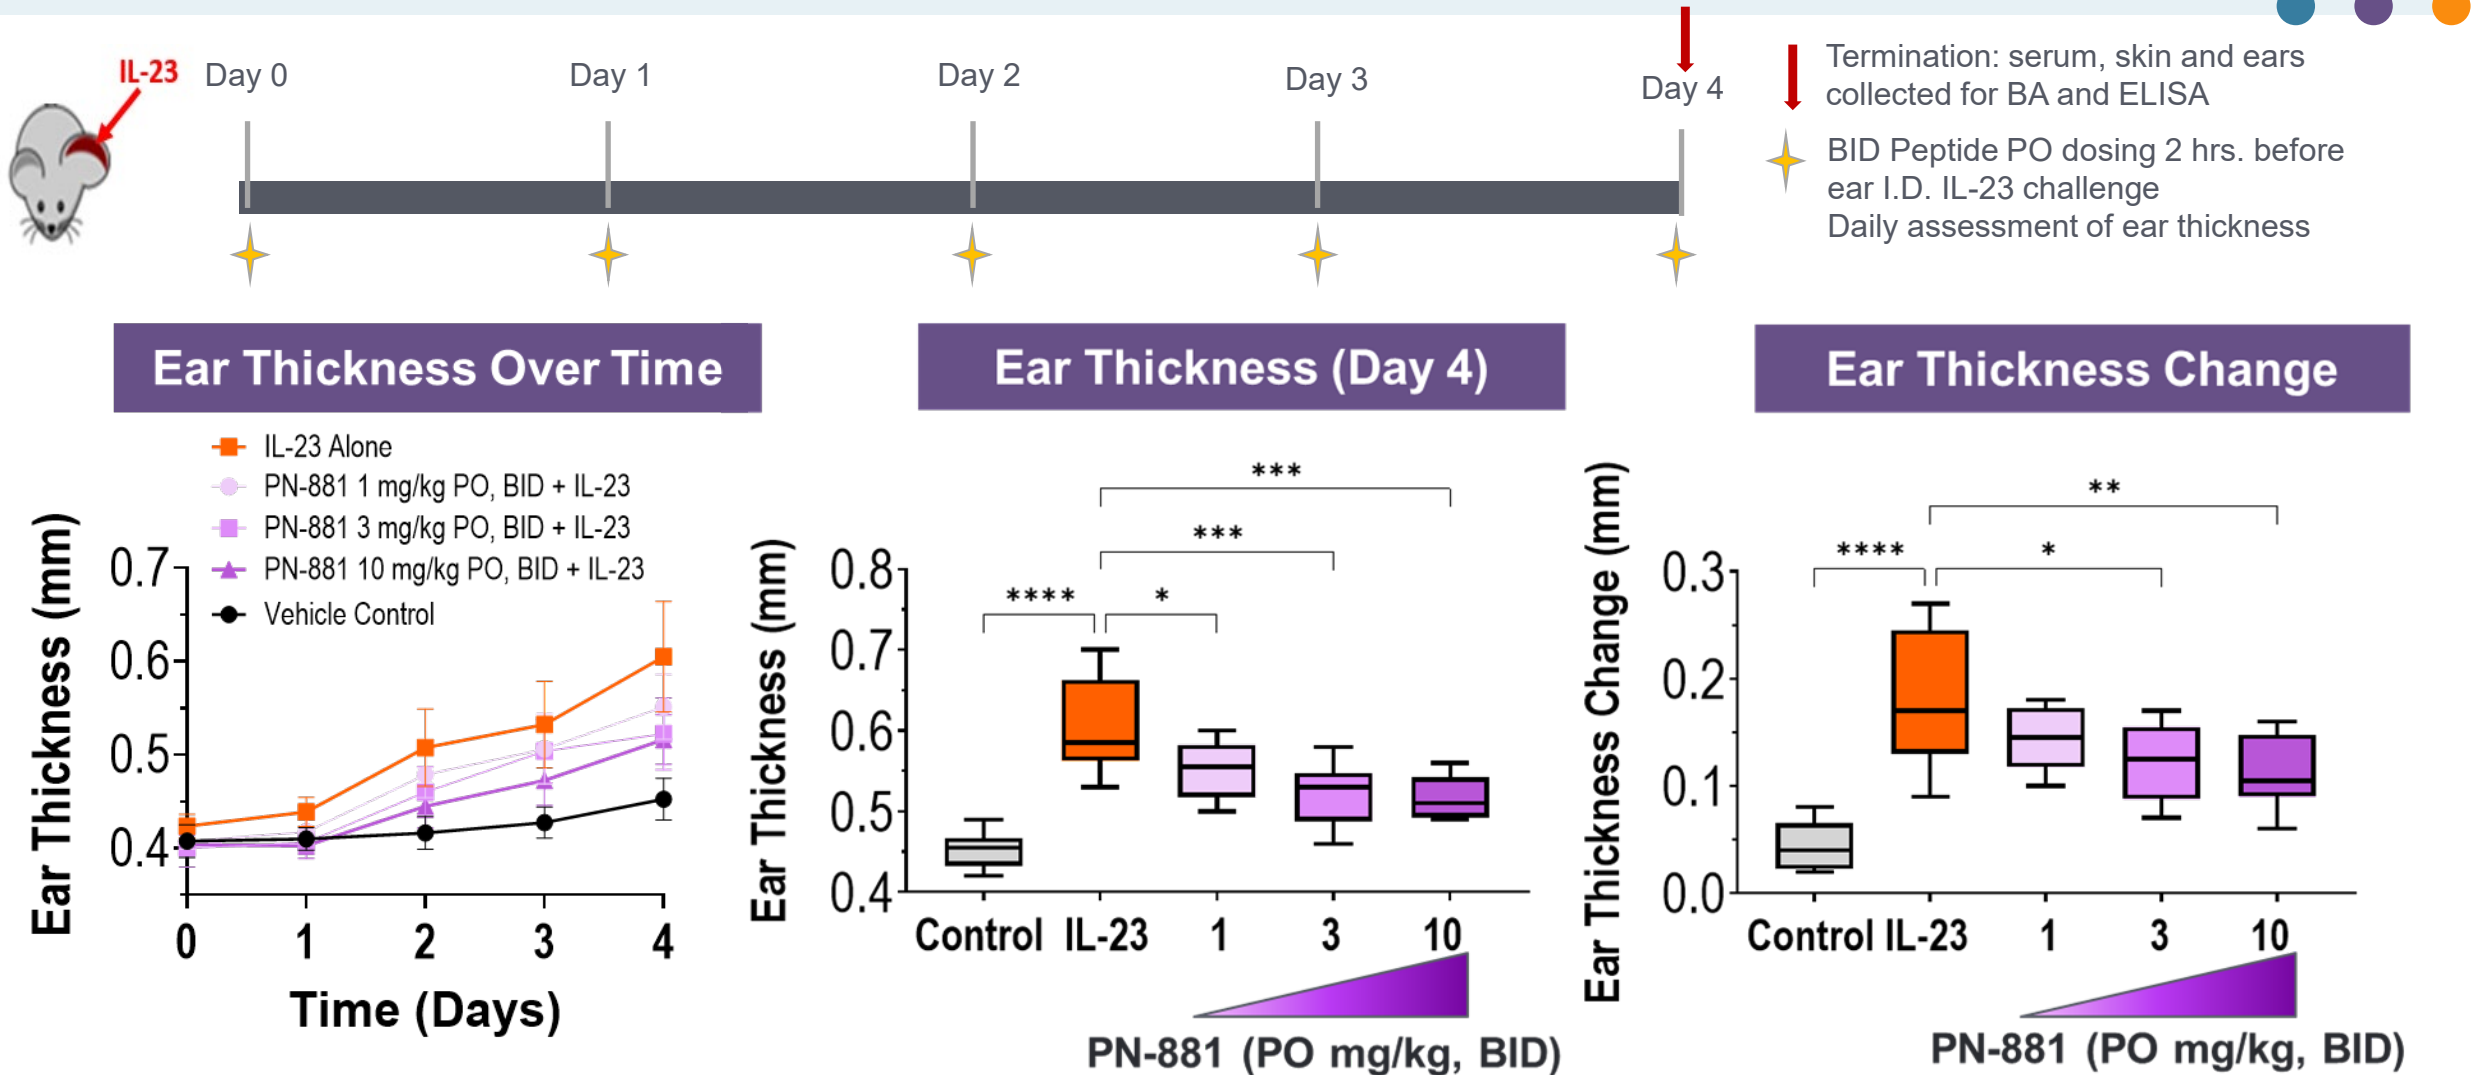 IL-23
Day 0
Day 1
Day 2
Day 3
Day 4
Termination: serum, skin and ears
collected for BA and ELISA
BID Peptide PO dosing 2 hrs. before
ear I.D. IL-23 challenge
Daily assessment of ear thickness
Ear Thickness Over Time
IL-23 Alone
PN-881 1 mg/kg PO, BID + IL-23
PN-881 3 mg/kg PO, BID + IL-23
PN-881 10 mg/kg PO, BID + IL-23
Vehicle Control
Ear Thickness (mm)
0.7
0.6
0.5
0.4
0 1 2 3 4
Time (Days)
Ear Thickness (Day 4)
***
***
**** *
Ear Thickness (mm)
0.8
0.7
0.6
0.5
0.4
Control IL-23 1 3 10
PN-881 (PO mg/kg, BID)
Ear Thickness Change
**
**** *
Ear Thickness Change (mm)
0.3
0.2
0.1
0.0
Control IL-23 1 3 10
PN-881 (PO mg/kg, BID)